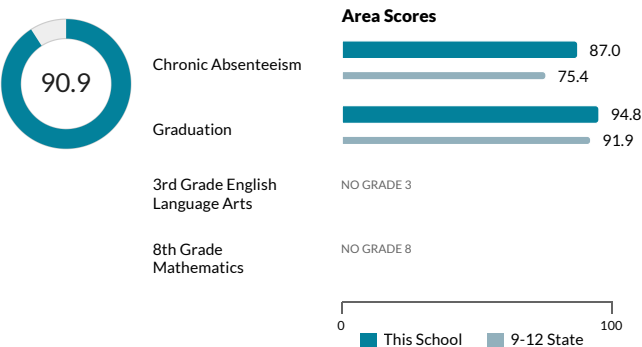 Area Scores
90.9
Chronic Absenteeism
87.0
75.4
Graduation
94.8
91.9
3rd Grade English
Language Arts
NO GRADE 3
8th Grade
Mathematics
NO GRADE 8
0
100
This School
9-12 State